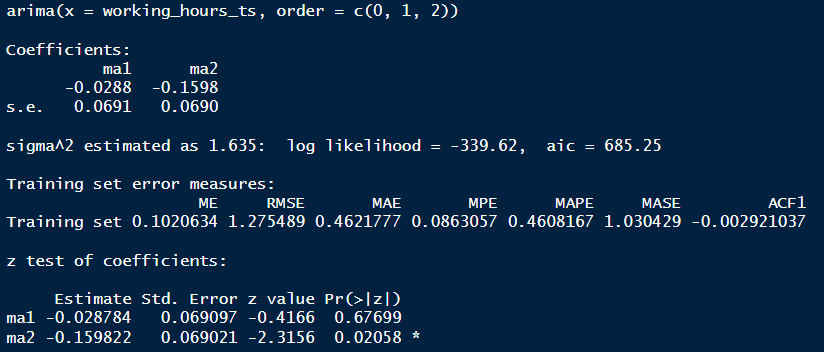 arima(x = working_hours_ts, order = c(0, 1, 2))
Coefficients:
ma1 ma2
-0.0288 -0.1598
s.e. 0.0691 0.0690
sigma^2 estimated as 1.635: log likelihood = -339.62, aic = 685.25
Training set error measures:
ME RMSE MAE MPE MAPE MASE ACF1
Training set 0.1020634 1.275489 0.4621777 0.0863057 0.4608167 1.030429 -0.002921037
z test of coefficients:
Estimate Std. Error z value Pr(>|z|)
ma1 -0.028784 0.069097 -0.4166 0.67699
ma2 -0.159822 0.069021 -2.3156 0.02058 *